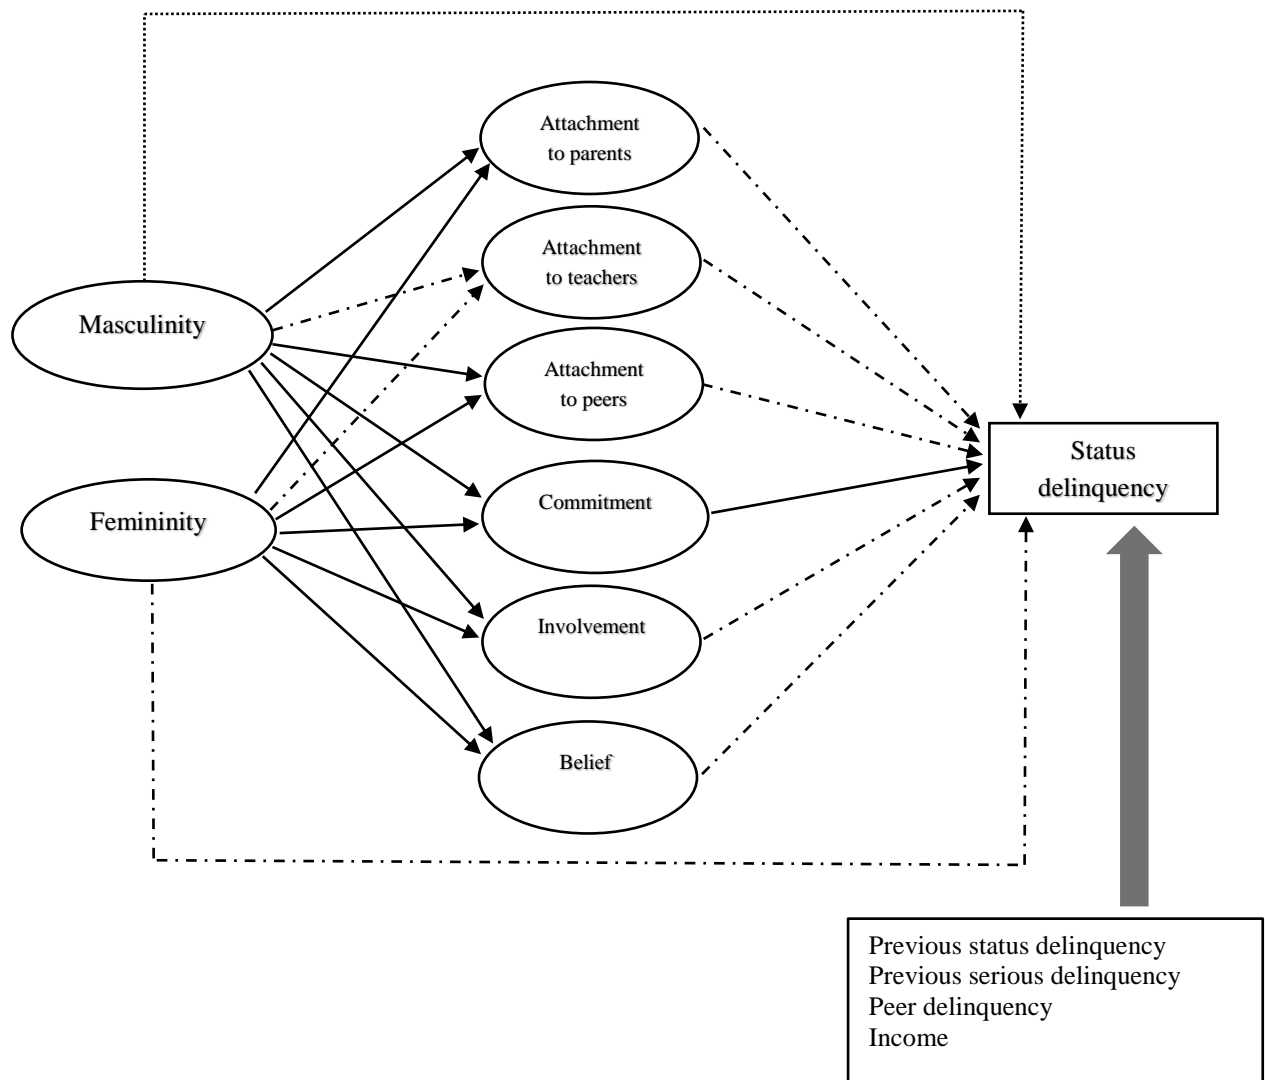 Attachment
to parents
Attachment
to teachers
Masculinity
Attachment
to peers
Status
delinquency
Commitment
Femininity
Involvement
Belief
Previous status delinquency
Previous serious delinquency
Peer delinquency
Income